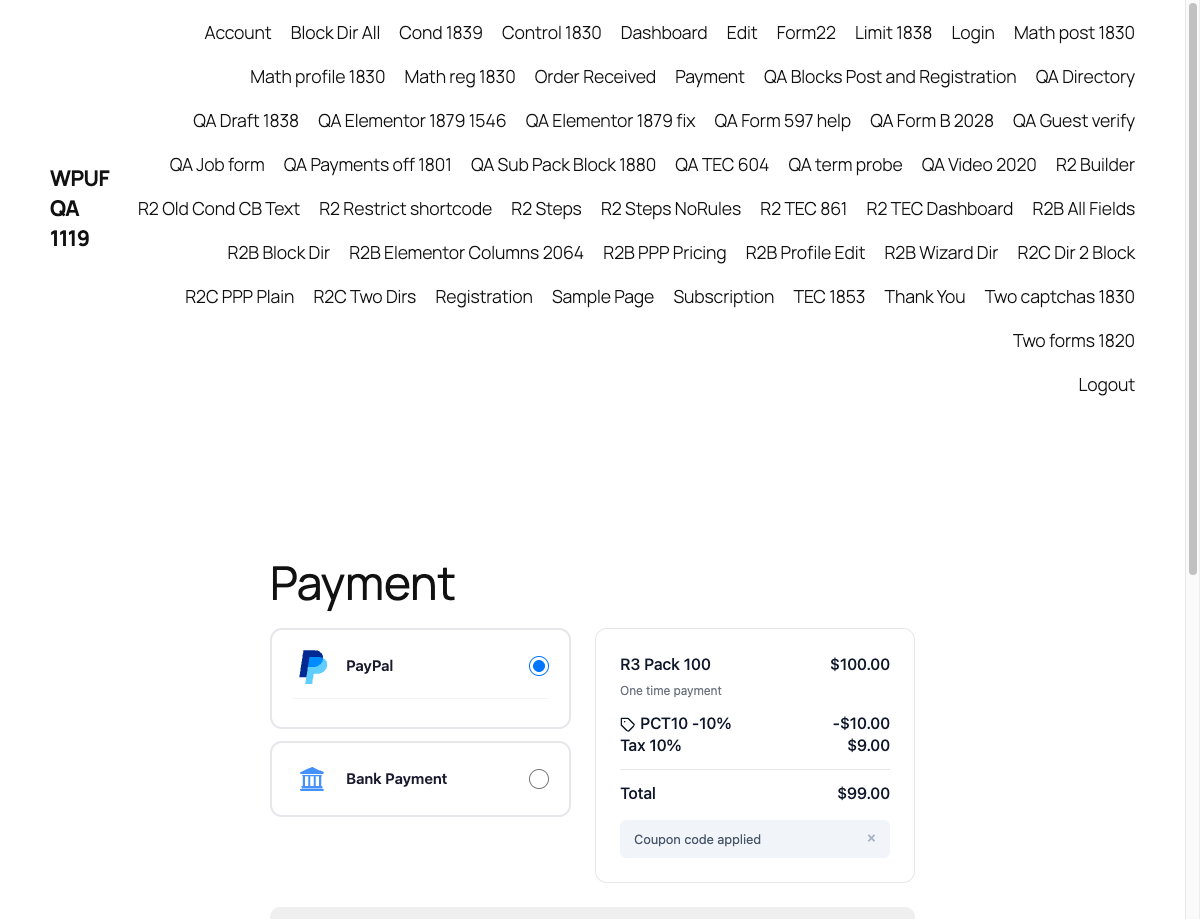 Account Block Dir All Cond 1839 Control 1830 Dashboard Edit Form22 Limit 1838 Login Math post 1830
Math profile 1830 Math reg 1830 Order Received Payment QA Blocks Post and Registration QA Directory
QA Draft 1838 QA Elementor 1879 1546 QA Elementor 1879 fix QA Form 597 help QA Form B 2028 QA Guest verify
QA Job form QA Payments off 1801 QA Sub Pack Block 1880 QA TEC 604 QA term probe QA Video 2020 R2 Builder
WPUF
QA
1119
R2 Old Cond CB Text R2 Restrict shortcode R2 Steps R2 Steps NoRules R2 TEC 861 R2 TEC Dashboard R2B All Fields
R2B Block Dir R2B Elementor Columns 2064 R2B PPP Pricing R2B Profile Edit R2B Wizard Dir R2C Dir 2 Block
R2C PPP Plain R2C Two Dirs Registration Sample Page Subscription TEC 1853 Thank You Two captchas 1830
Two forms 1820
Logout
Payment
PayPal
Bank Payment
R3 Pack 100 $100.00
One time payment
PCT10 -10% -$10.00
Tax 10% $9.00
Total $99.00
Coupon code applied ×